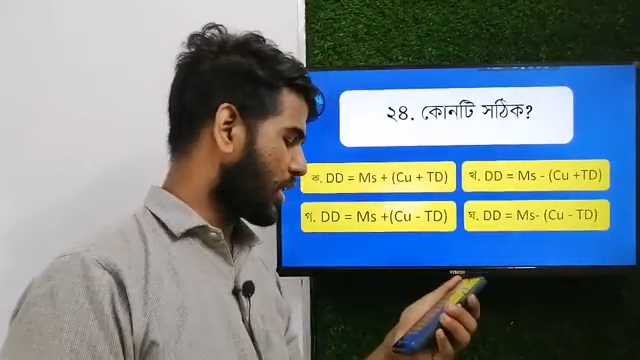 ২৪. কোনটি সঠিক?
ক. DD = Ms + (Cu + TD)
খ. DD = Ms - (Cu +TD)
গ. DD = Ms +(Cu - TD)
ঘ. DD = Ms- (Cu - TD)
VISION